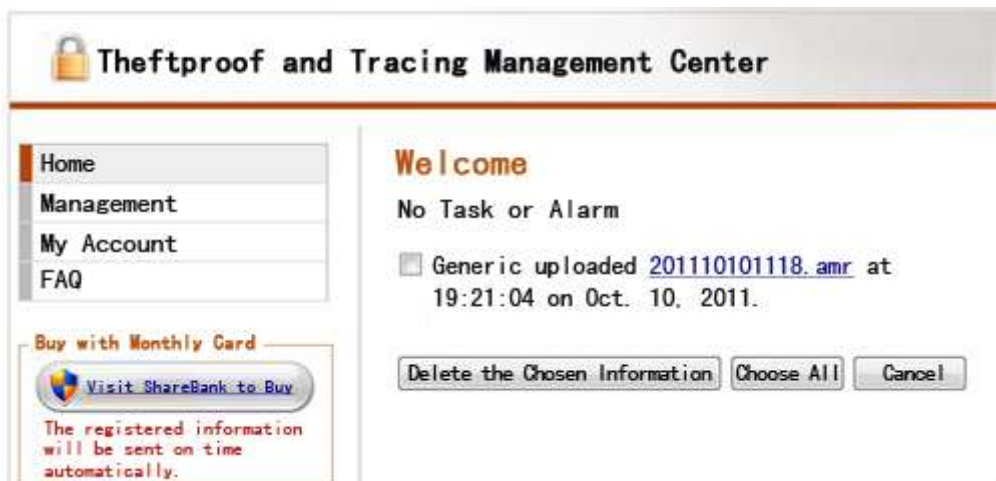 Theftproof and Tracing Management Center
Home
Management
My Account
FAQ
Buy with Monthly Card
Visit ShareBank to Buy
The registered information
will be sent on time
automatically.
Welcome
No Task or Alarm
Generic uploaded 201110101118.amr at
19:21:04 on Oct. 10, 2011.
Delete the Chosen Information Choose All Cancel